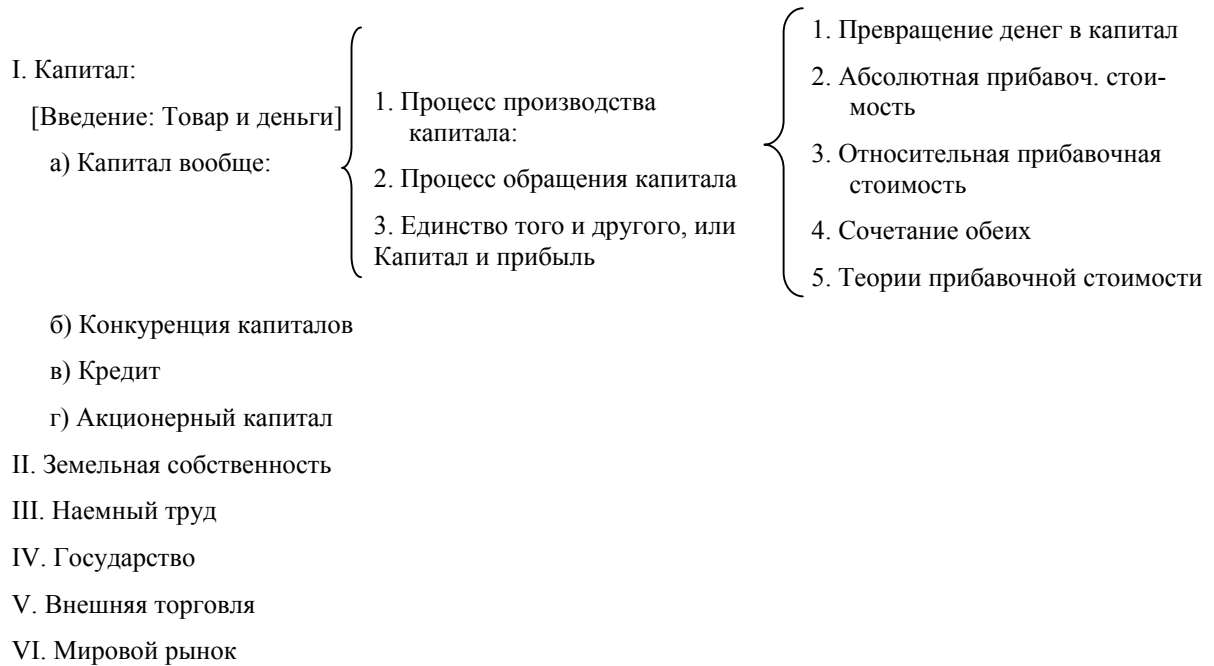 I. Капитал:
[Введение: Товар и деньги]
а) Капитал вообще:
1. Процесс производства
капитала:
2. Процесс обращения капитала
3. Единство того и другого, или
Капитал и прибыль
1. Превращение денег в капитал
2. Абсолютная прибавоч. стои-
мость
3. Относительная прибавочная
стоимость
4. Сочетание обеих
5. Теории прибавочной стоимости
б) Конкуренция капиталов
в) Кредит
г) Акционерный капитал
II. Земельная собственность
III. Наемный труд
IV. Государство
V. Внешняя торговля
VI. Мировой рынок